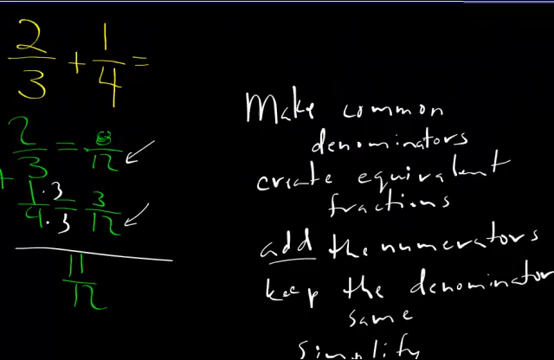 2/3 + 1/4 =
2/3 = 8/12
+ 1·3/4·3 = 3/12
11/12
Make common
denominators
create equivalent
fractions
add the numerators
keep the denominator
same
simplify